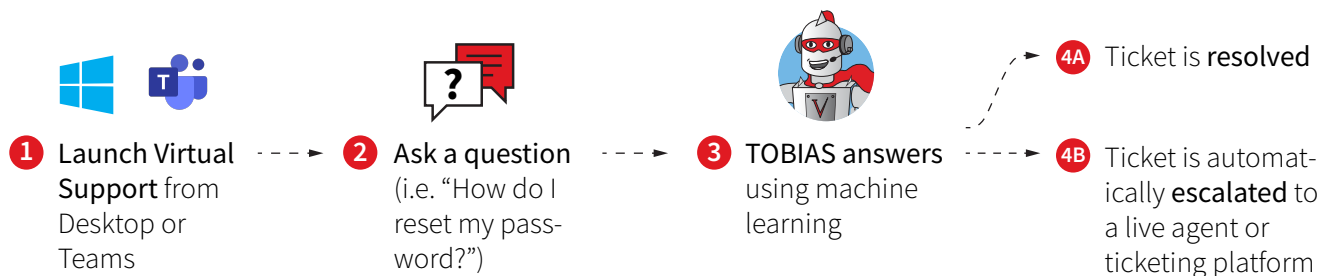 T
?
V
1 Launch Virtual
Support from
Desktop or
Teams
2 Ask a question
(i.e. “How do I
reset my pass-
word?”)
3 TOBIAS answers
using machine
learning
4A Ticket is resolved
4B Ticket is automat-
ically escalated to
a live agent or
ticketing platform